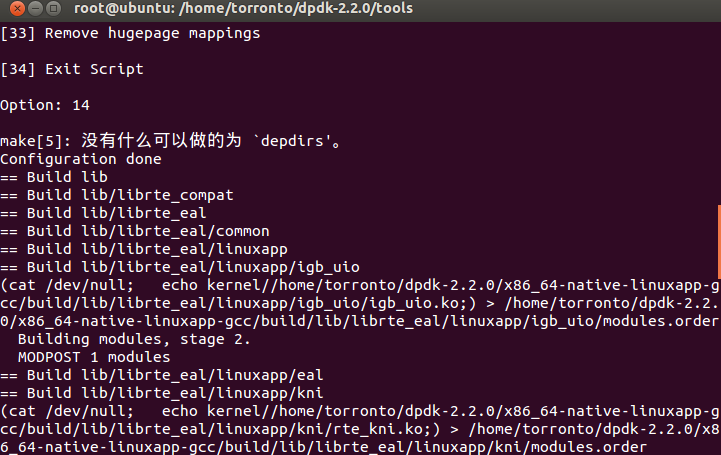 root@ubuntu: /home/torronto/dpdk-2.2.0/tools
[33] Remove hugepage mappings
[34] Exit Script
Option: 14
make[5]: 没有什么可以做的为 `depdirs'。
Configuration done
== Build lib
== Build lib/librte_compat
== Build lib/librte_eal
== Build lib/librte_eal/common
== Build lib/librte_eal/linuxapp
== Build lib/librte_eal/linuxapp/igb_uio
(cat /dev/null;   echo kernel//home/torronto/dpdk-2.2.0/x86_64-native-linuxapp-g
cc/build/lib/librte_eal/linuxapp/igb_uio/igb_uio.ko;) > /home/torronto/dpdk-2.2.
0/x86_64-native-linuxapp-gcc/build/lib/librte_eal/linuxapp/igb_uio/modules.order
  Building modules, stage 2.
  MODPOST 1 modules
== Build lib/librte_eal/linuxapp/eal
== Build lib/librte_eal/linuxapp/kni
(cat /dev/null;   echo kernel//home/torronto/dpdk-2.2.0/x86_64-native-linuxapp-g
cc/build/lib/librte_eal/linuxapp/kni/rte_kni.ko;) > /home/torronto/dpdk-2.2.0/x8
6_64-native-linuxapp-gcc/build/lib/librte_eal/linuxapp/kni/modules.order